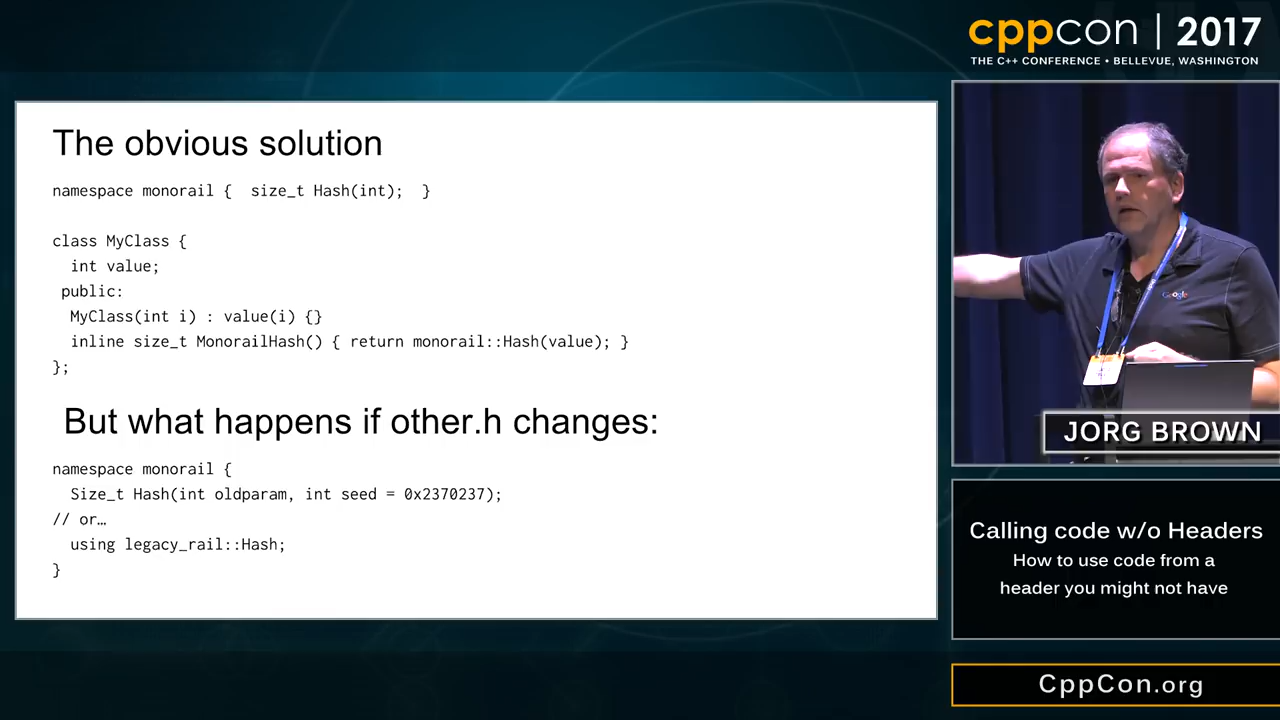 cppcon | 2017
THE C++ CONFERENCE • BELLEVUE, WASHINGTON
The obvious solution
namespace monorail {  size_t Hash(int);  }
class MyClass {
  int value;
 public:
  MyClass(int i) : value(i) {}
  inline size_t MonorailHash() { return monorail::Hash(value); }
};
But what happens if other.h changes:
namespace monorail {
  Size_t Hash(int oldparam, int seed = 0x2370237);
// or…
  using legacy_rail::Hash;
}
Google
JORG BROWN
Calling code w/o Headers
How to use code from a
header you might not have
CppCon.org